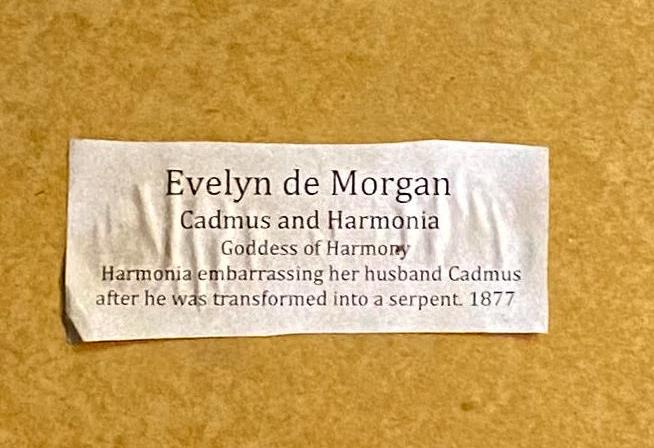 Evelyn de Morgan
Cadmus and Harmonia
Goddess of Harmony
Harmonia embarrassing her husband Cadmus
after he was transformed into a serpent. 1877